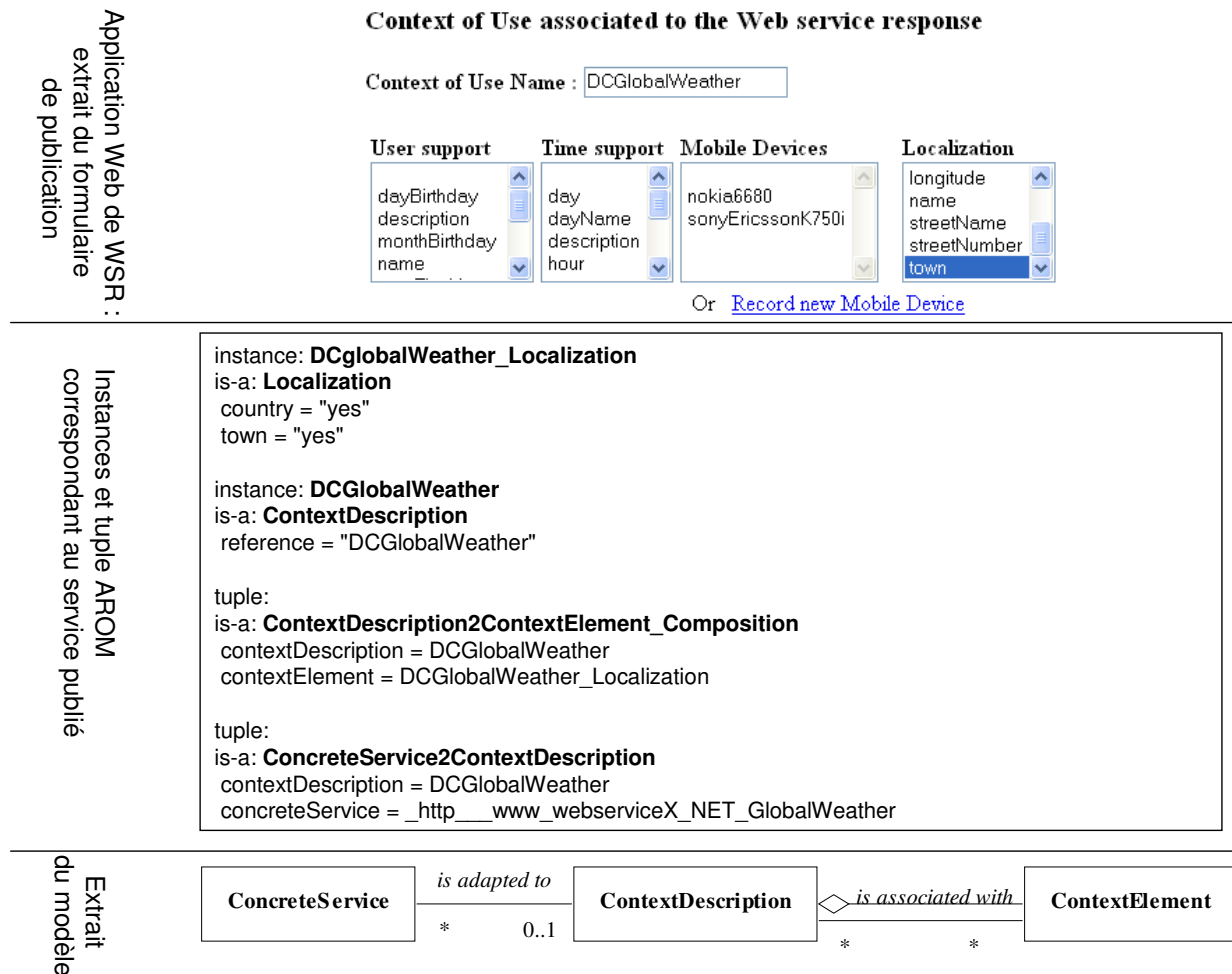 Application Web de WSR :
extrait du formulaire
de publication
Context of Use associated to the Web service response
Context of Use Name : DCGlobalWeather
User support
dayBirthday
description
monthBirthday
name
Time support
day
dayName
description
hour
Mobile Devices
nokia6680
sonyEricssonK750i
Localization
longitude
name
streetName
streetNumber
town
Or Record new Mobile Device
Instances et tuple AROM
correspondant au service publié
instance: DCglobalWeather_Localization
is-a: Localization
country = "yes"
town = "yes"
instance: DCGlobalWeather
is-a: ContextDescription
reference = "DCGlobalWeather"
tuple:
is-a: ContextDescription2ContextElement_Composition
contextDescription = DCGlobalWeather
contextElement = DCGlobalWeather_Localization
tuple:
is-a: ConcreteService2ContextDescription
contextDescription = DCGlobalWeather
concreteService = _http___www_webserviceX_NET_GlobalWeather
Extrait
du modèle
ConcreteService
is adapted to
* 0..1
ContextDescription
is associated with
* *
ContextElement